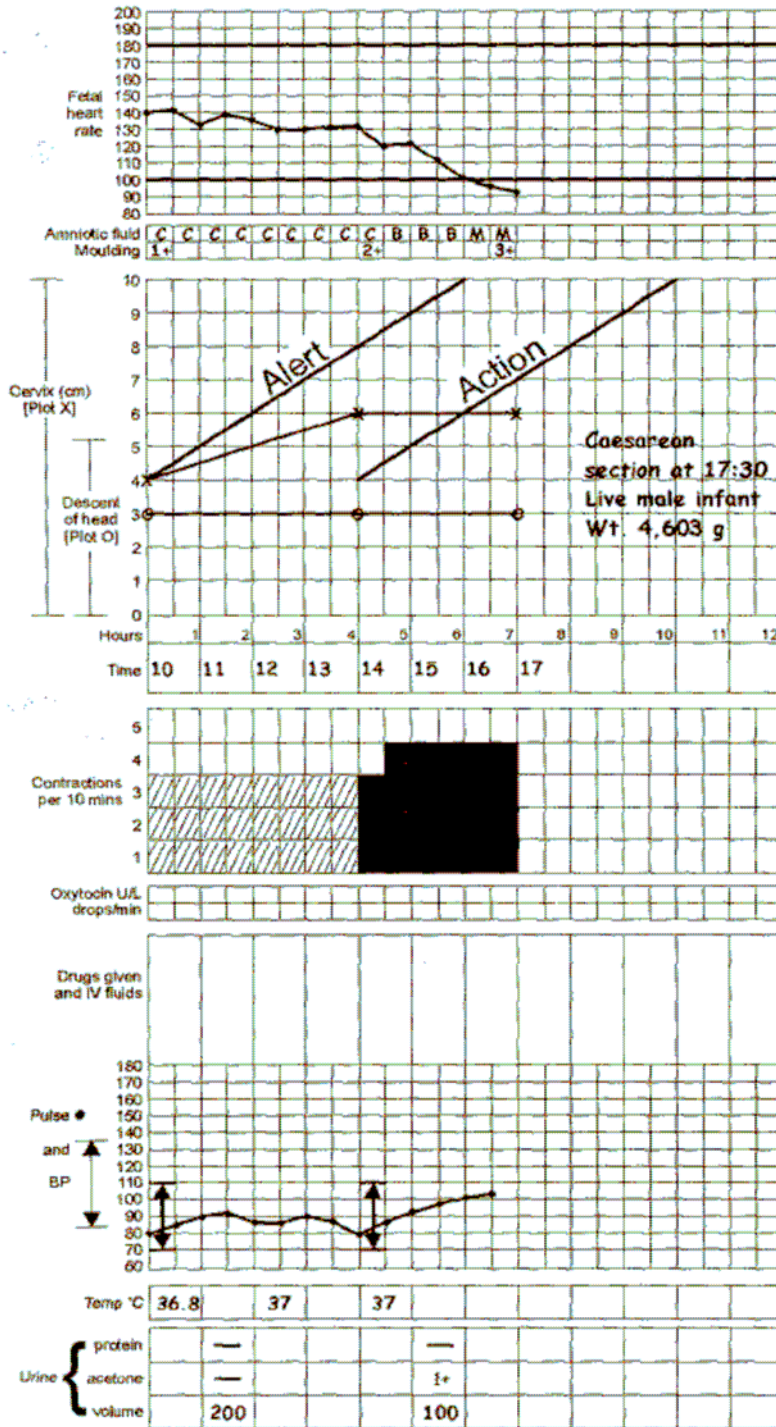 180
190
180
170
160
Fetal 150
heart 140
rate 130
120
110
100
90
80
Amniotic fluid C C C C C C C C C B B B M M
Moulding 1+ 2+ 3+
10
9
8
Alert
Action
7
Cervix (cm)
[Plot X]
6
5
4
Descent
of head
[Plot O]
3
2
1
0
Caesarean
section at 17:30
Live male infant
Wt. 4,603 g
Hours 1 2 3 4 5 6 7 8 9 10 11 12
Time 10 11 12 13 14 15 16 17
5
4
Contractions
per 10 mins
3
2
1
Oxytocin U/L
drops/min
Drugs given
and IV fluids
180
170
160
Pulse 150
140
and 130
120
BP 110
100
90
80
70
60
Temp °C 36.8 37 37
protein — —
Urine { acetone — 1+
volume 200 100